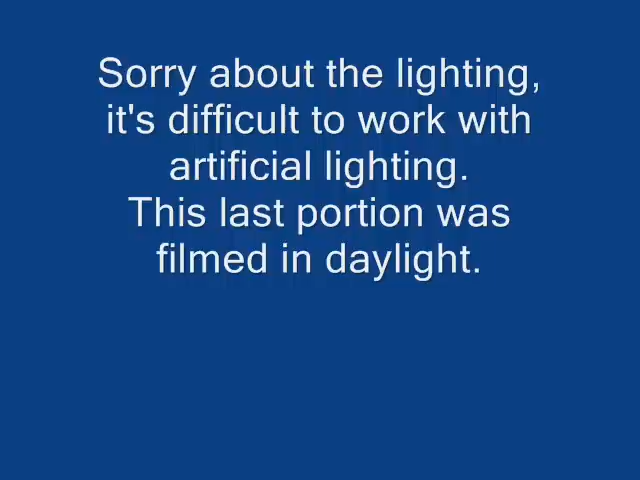 Sorry about the lighting,
it's difficult to work with
artificial lighting.
This last portion was
filmed in daylight.